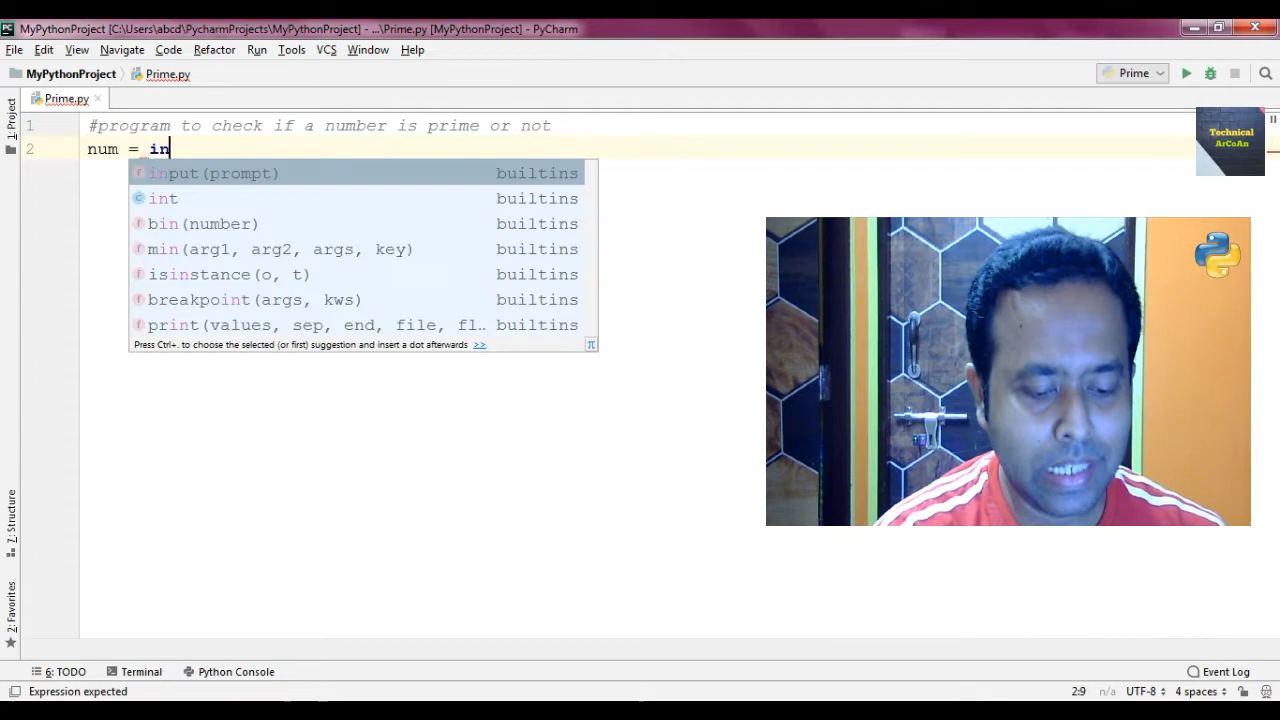 MyPythonProject [C:\Users\abcd\PycharmProjects\MyPythonProject] - ...\Prime.py [MyPythonProject] - PyCharm
File Edit View Navigate Code Refactor Run Tools VCS Window Help
MyPythonProject Prime.py Prime
Prime.py
1: Project
1 #program to check if a number is prime or not
2 num = in
Technical
ArCoAn
input(prompt) builtins
int builtins
bin(number) builtins
min(arg1, arg2, args, key) builtins
isinstance(o, t) builtins
breakpoint(args, kws) builtins
print(values, sep, end, file, fl.. builtins
Press Ctrl+. to choose the selected (or first) suggestion and insert a dot afterwards >> π
7: Structure
2: Favorites
6: TODO Terminal Python Console Event Log
Expression expected 2:9 n/a UTF-8 4 spaces